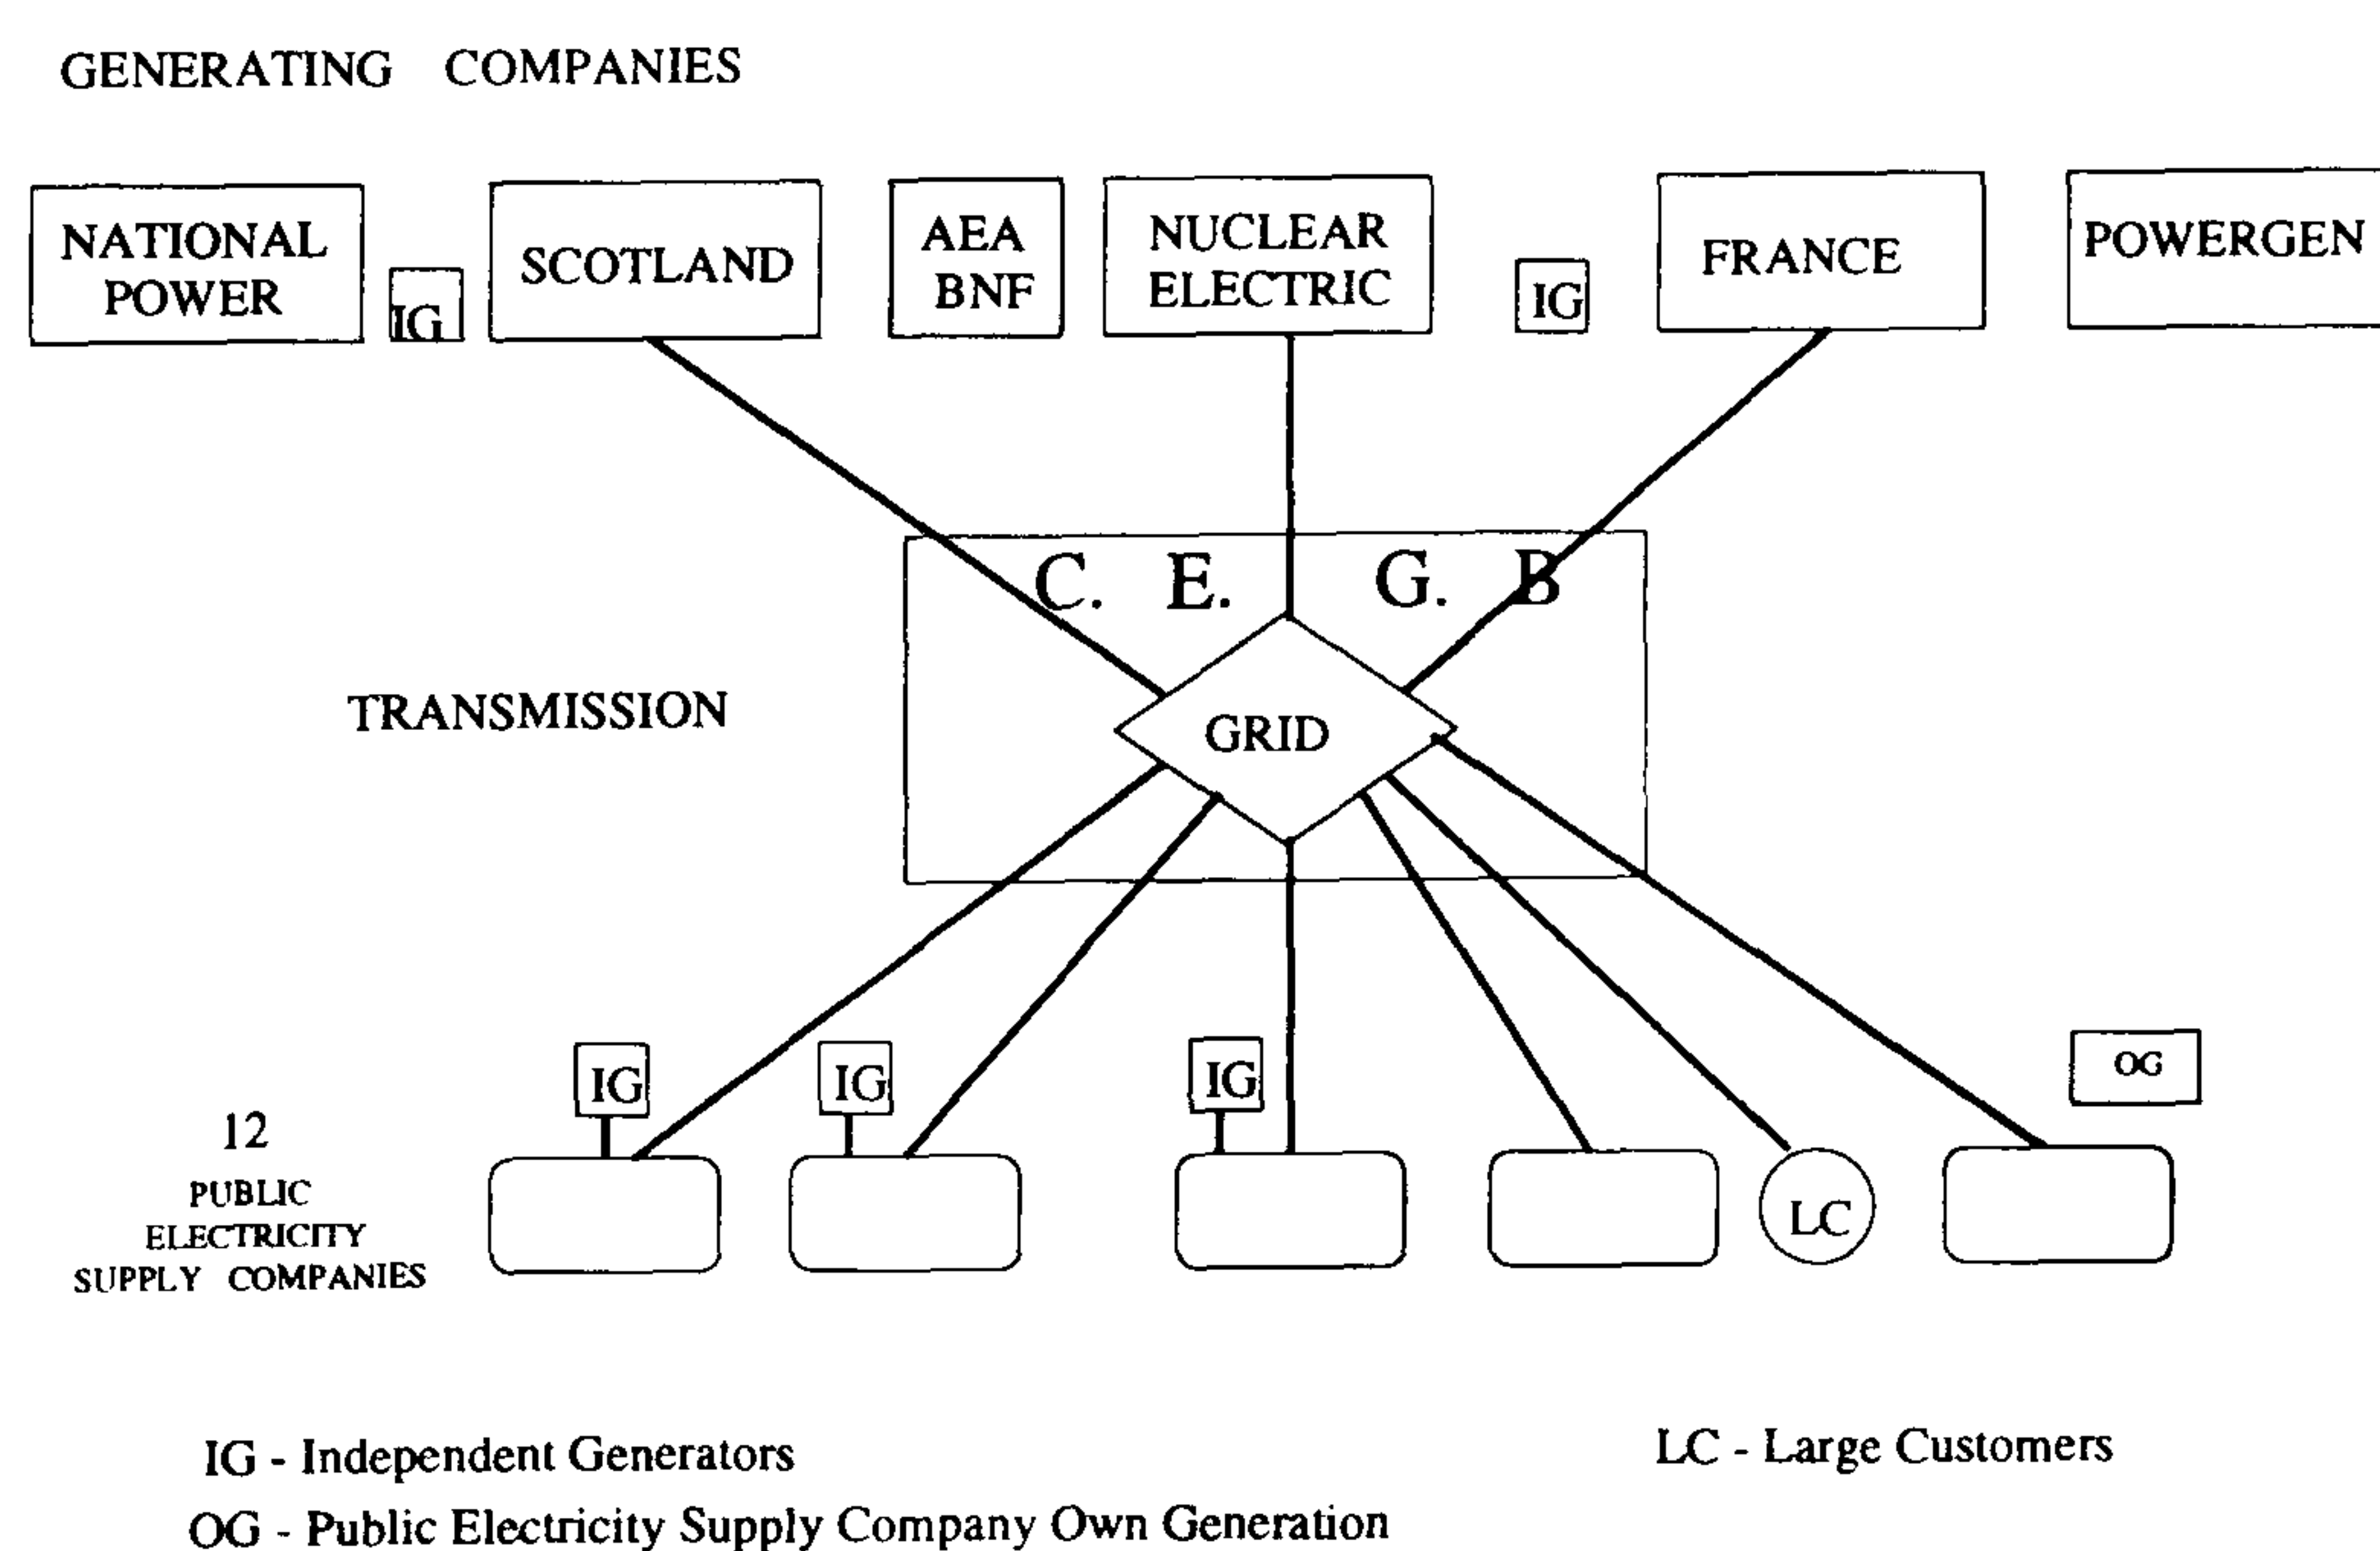 GENERATING COMPANIES
NATIONAL
POWER
IG
SCOTLAND
AEA
BNF
NUCLEAR
ELECTRIC
IG
FRANCE
POWERGEN
C. E. G. B
TRANSMISSION
GRID
IG
IG
IG
OG
12
PUBLIC
ELECTRICITY
SUPPLY COMPANIES
LC
IG - Independent Generators
LC - Large Customers
OG - Public Electricity Supply Company Own Generation